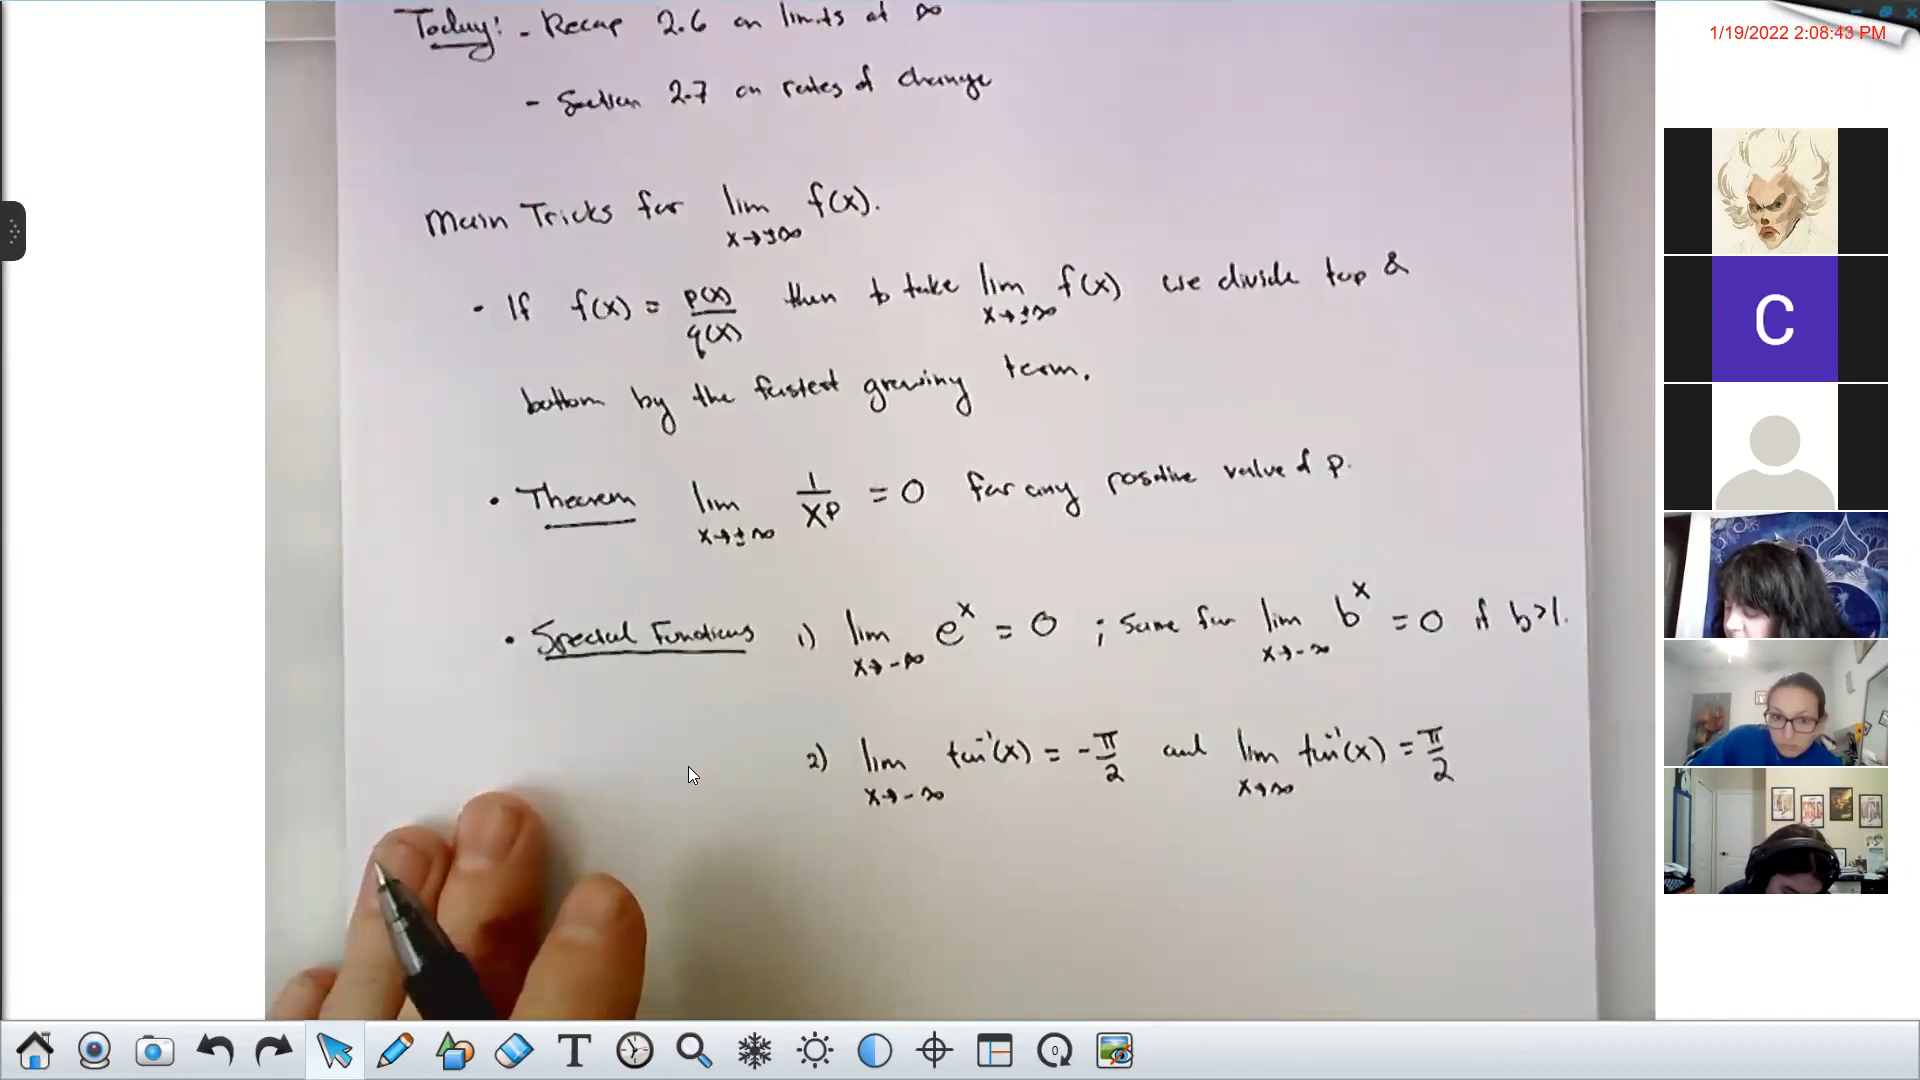 1/19/2022 2:08:43 PM
Today: - Recap 2.6 on limits at ∞
- Section 2.7 on rates of change
Main Tricks for lim x→±∞ f(x).
• If f(x) = p(x)/q(x) then to take lim x→±∞ f(x) we divide top &
bottom by the fastest growing term.
• Theorem lim x→±∞ 1/x^p = 0 for any positive value of p.
• Special Functions 1) lim x→-∞ e^x = 0 ; Same for lim x→-∞ b^x = 0 if b>1.
2) lim x→-∞ tan⁻¹(x) = -π/2 and lim x→∞ tan⁻¹(x) = π/2
C
T
0